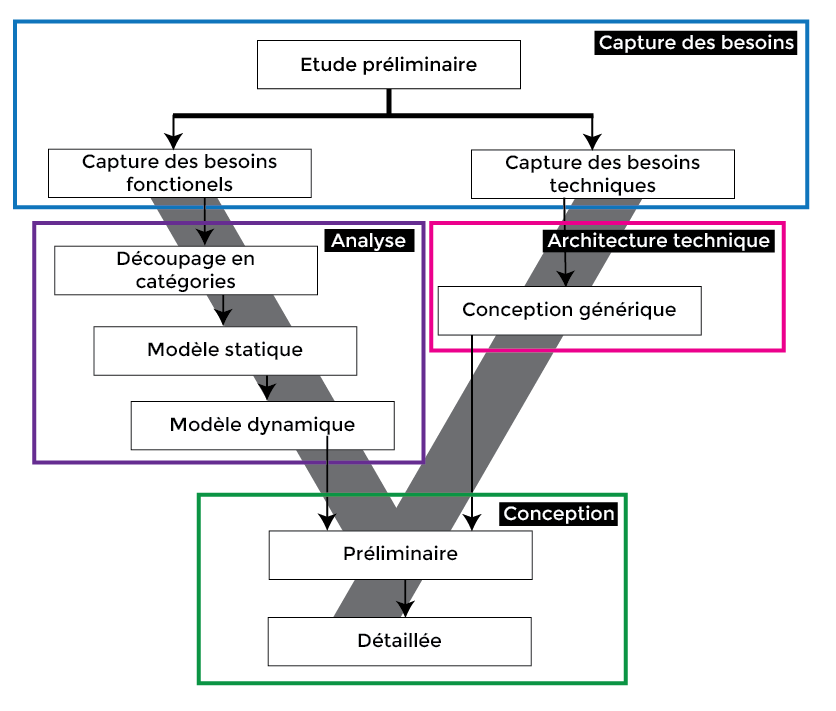 Capture des besoins
Etude préliminaire
Capture des besoins
fonctionels
Capture des besoins
techniques
Analyse
Découpage en
catégories
Modèle statique
Modèle dynamique
Architecture technique
Conception générique
Conception
Préliminaire
Détaillée